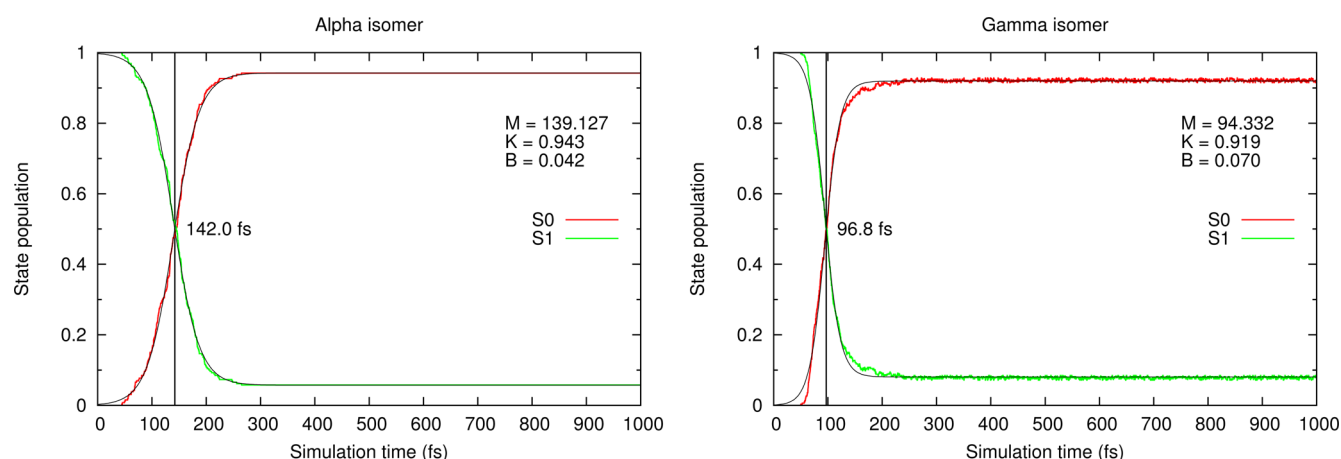 Alpha isomer
1
0.8
0.6
0.4
0.2
0
State population
M = 139.127
K = 0.943
B = 0.042
S0
S1
142.0 fs
0 100 200 300 400 500 600 700 800 900 1000
Simulation time (fs)
Gamma isomer
1
0.8
0.6
0.4
0.2
0
State population
M = 94.332
K = 0.919
B = 0.070
S0
S1
96.8 fs
0 100 200 300 400 500 600 700 800 900 1000
Simulation time (fs)